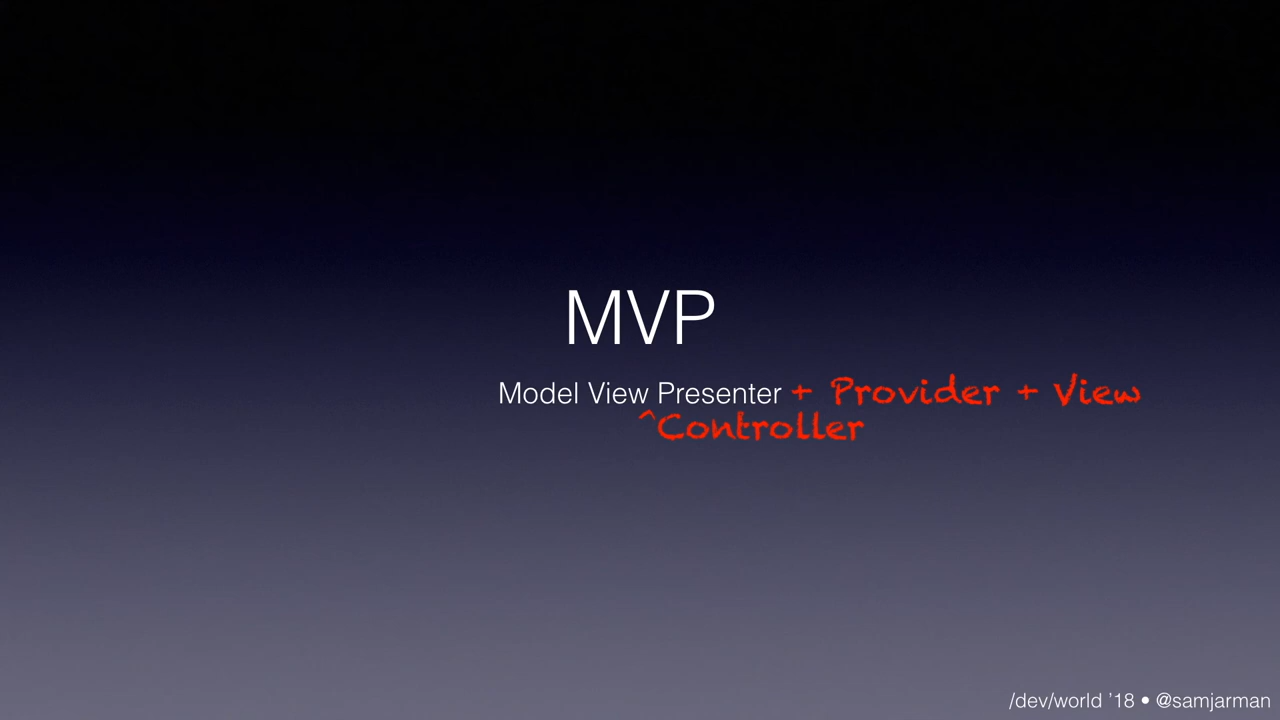 MVP
Model View Presenter + Provider + View
^Controller
/dev/world ’18 • @samjarman